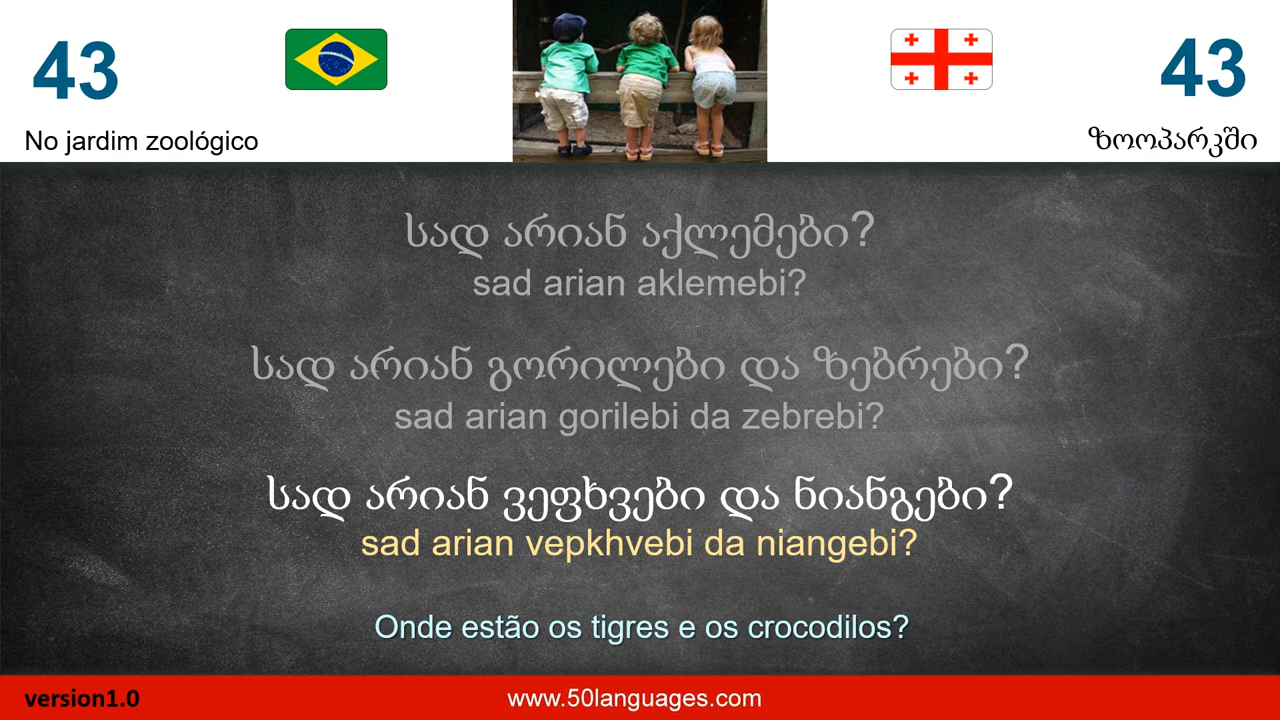 43
43
No jardim zoológico
ზოოპარკში
სად არიან აქლემები?
sad arian aklemebi?
სად არიან გორილები და ზებრები?
sad arian gorilebi da zebrebi?
სად არიან ვეფხვები და ნიანგები?
sad arian vepkhvebi da niangebi?
Onde estão os tigres e os crocodilos?
version1.0
www.50languages.com